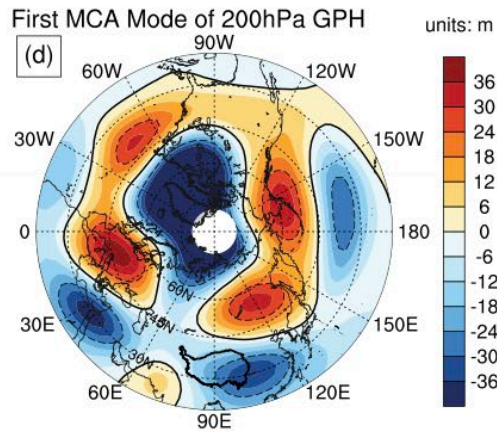 First MCA Mode of 200hPa GPH
units: m
(d)
90W
60W
120W
30W
150W
0
180
30E
150E
60E
120E
90E
60N
45N
30N
36
30
24
18
12
6
0
-6
-12
-18
-24
-30
-36